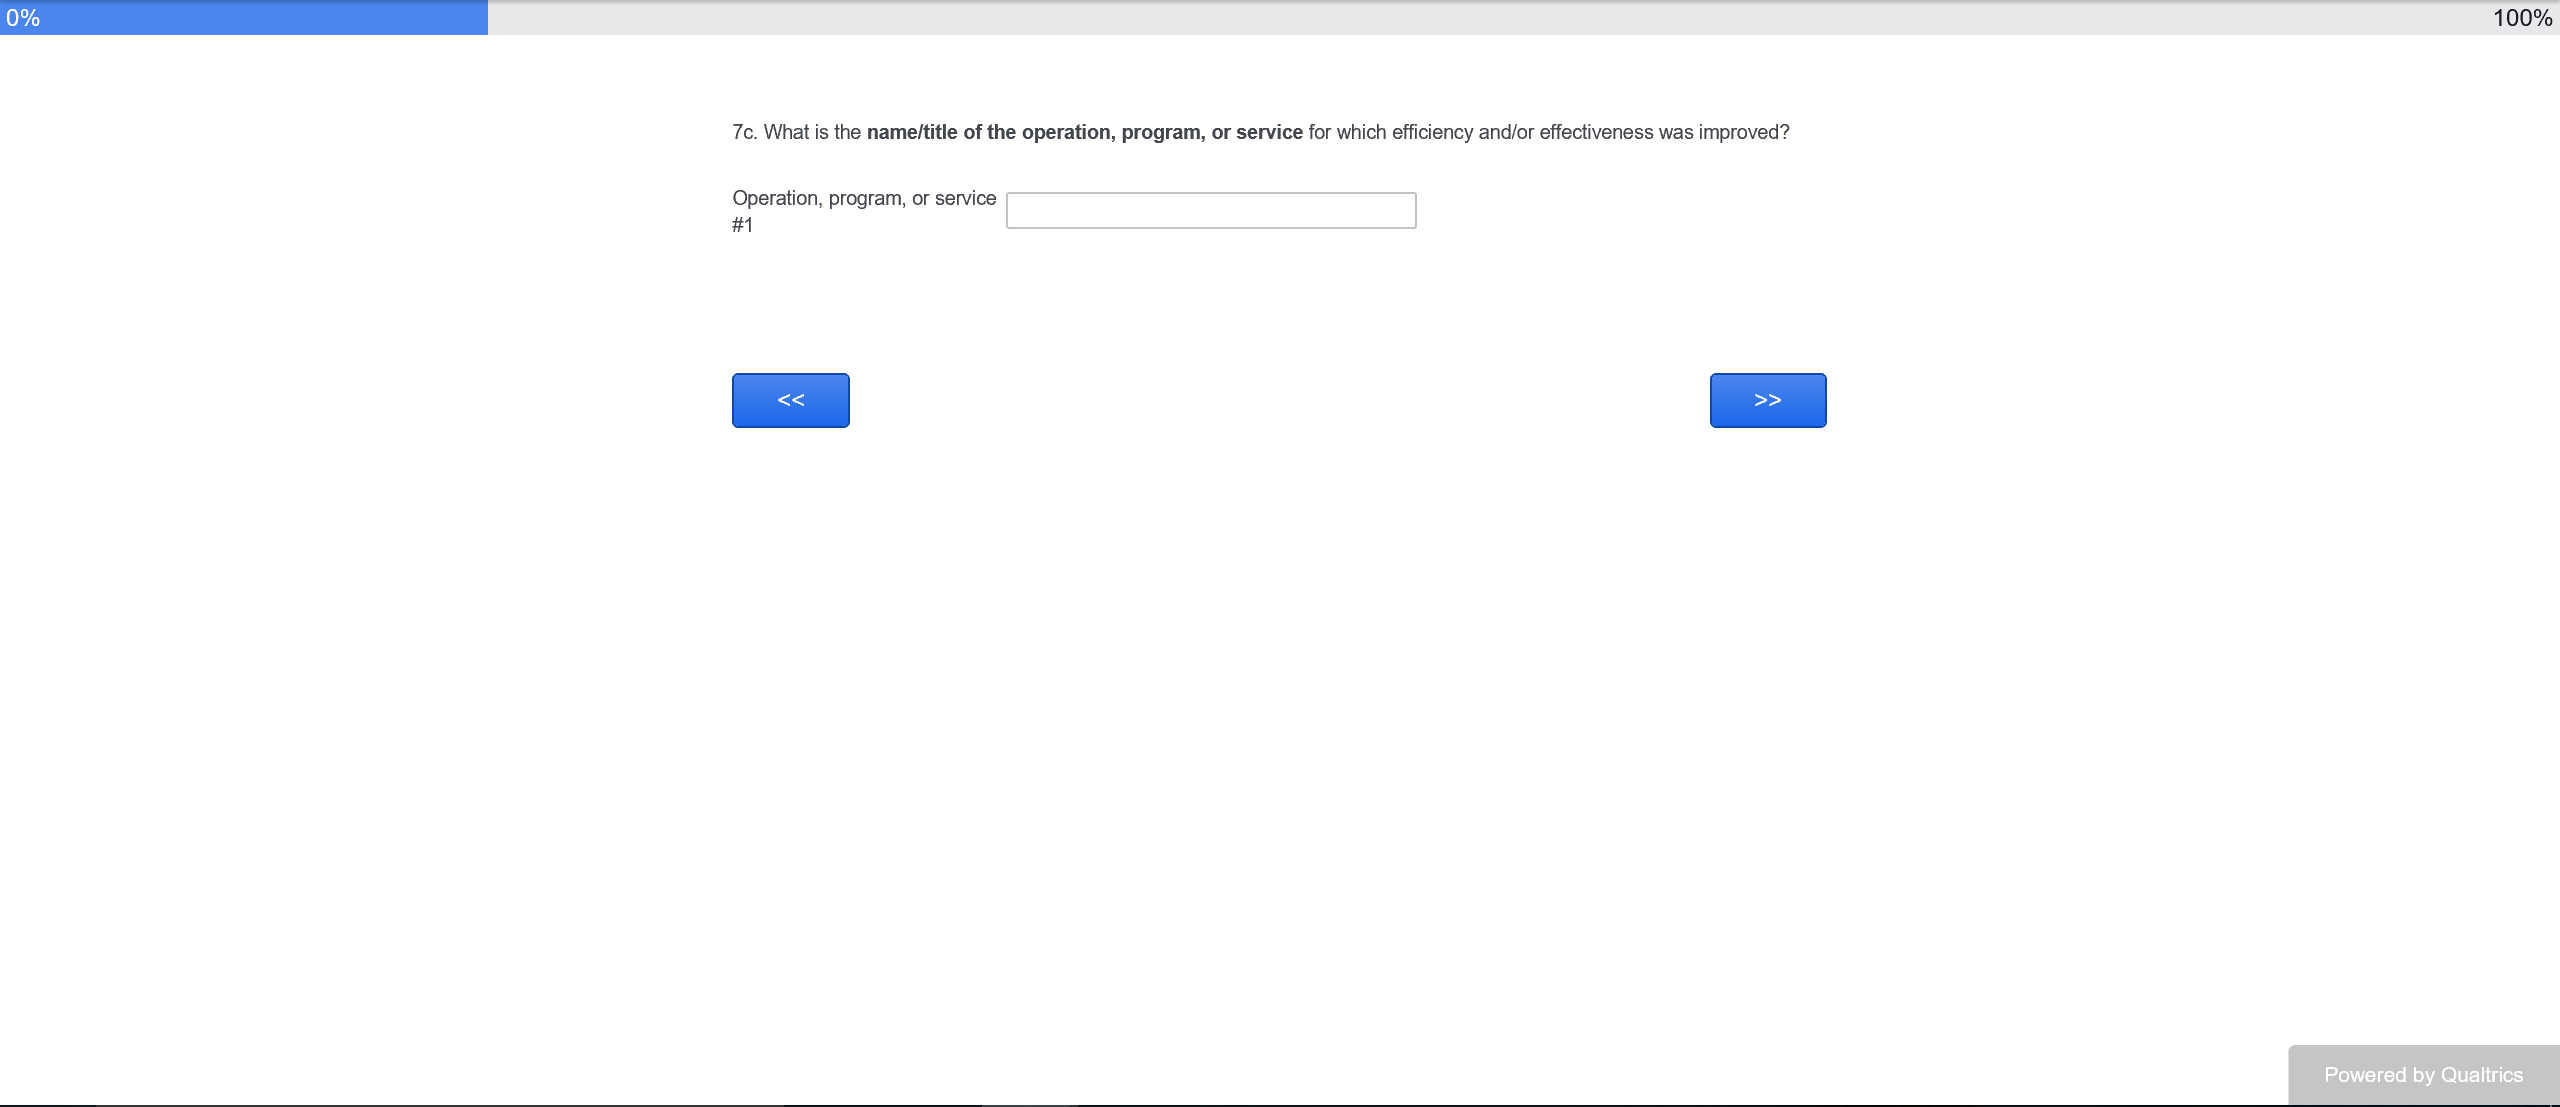 0%
100%
7c. What is the name/title of the operation, program, or service for which efficiency and/or effectiveness was improved?
Operation, program, or service
#1
<<
>>
Powered by Qualtrics